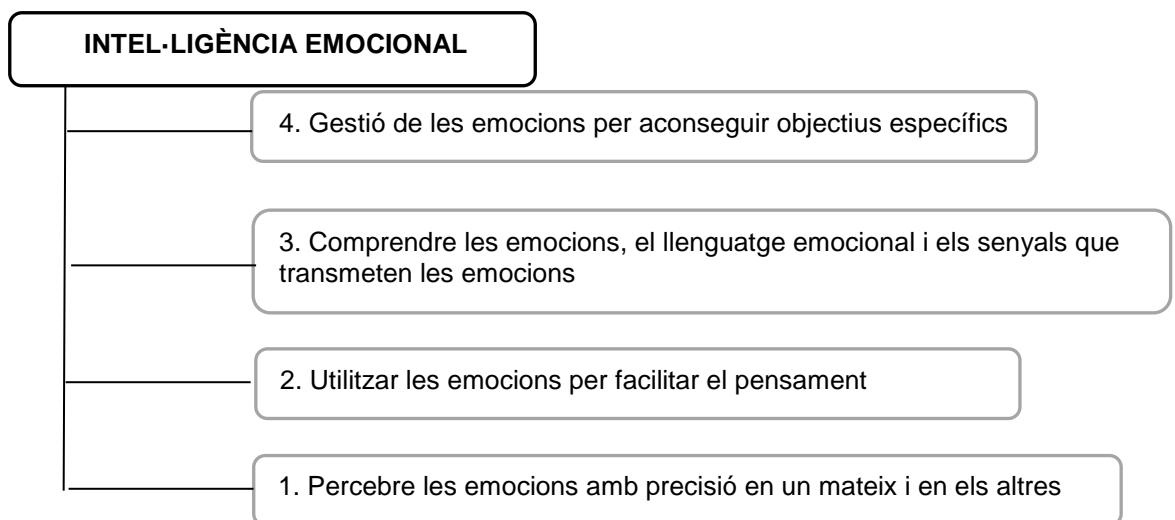 INTEL·LIGÈNCIA EMOCIONAL
4. Gestió de les emocions per aconseguir objectius específics
3. Comprendre les emocions, el llenguatge emocional i els senyals que
transmeten les emocions
2. Utilitzar les emocions per facilitar el pensament
1. Percebre les emocions amb precisió en un mateix i en els altres